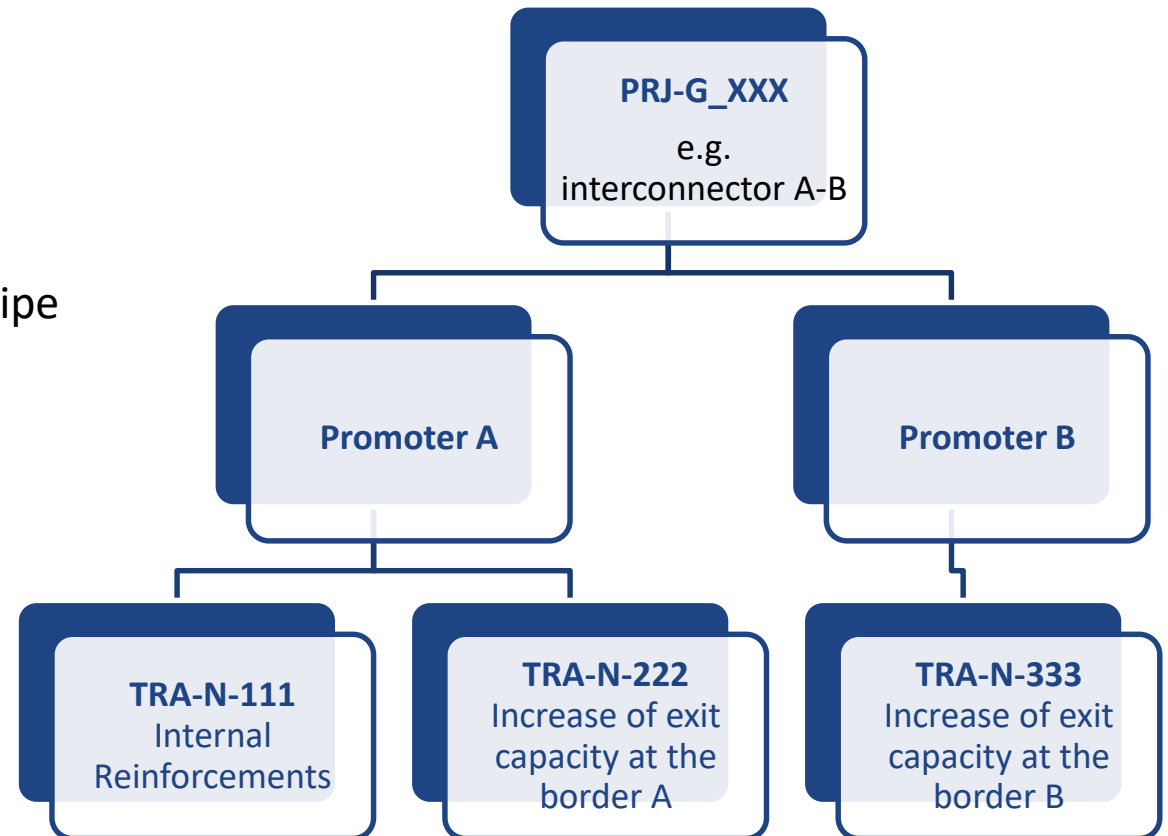 PRJ-G_XXX
e.g.
interconnector A-B
ipe
Promoter A
Promoter B
TRA-N-111
Internal
Reinforcements
TRA-N-222
Increase of exit
capacity at the
border A
TRA-N-333
Increase of exit
capacity at the
border B